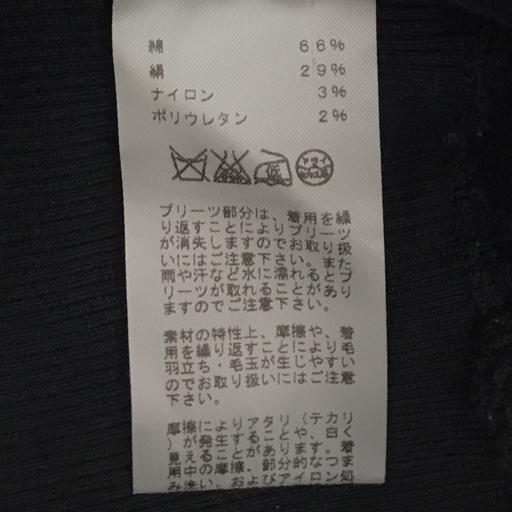 綿 66%
絹 29%
ナイロン 3%
ポリウレタン 2%
低 ドライ
プリーツ部分は、着用を繰
り返すことによりプリーツ
が消失しますのでお取り扱
いにはご注意下さい。また
雨や汗など水に濡れるとプ
リーツが取れることがあり
ますのでご注意下さい。
素材の特性上、摩擦や、着
用を繰り返すことにより毛
羽立ち・毛玉が生じやすい
のでお取り扱いにはご注意
下さい。
摩擦によりアタリ(テカリ
)が発生することや、白く
見えることがあります。着
用中の摩擦、部分的なつま
み洗い、およびアイロン処